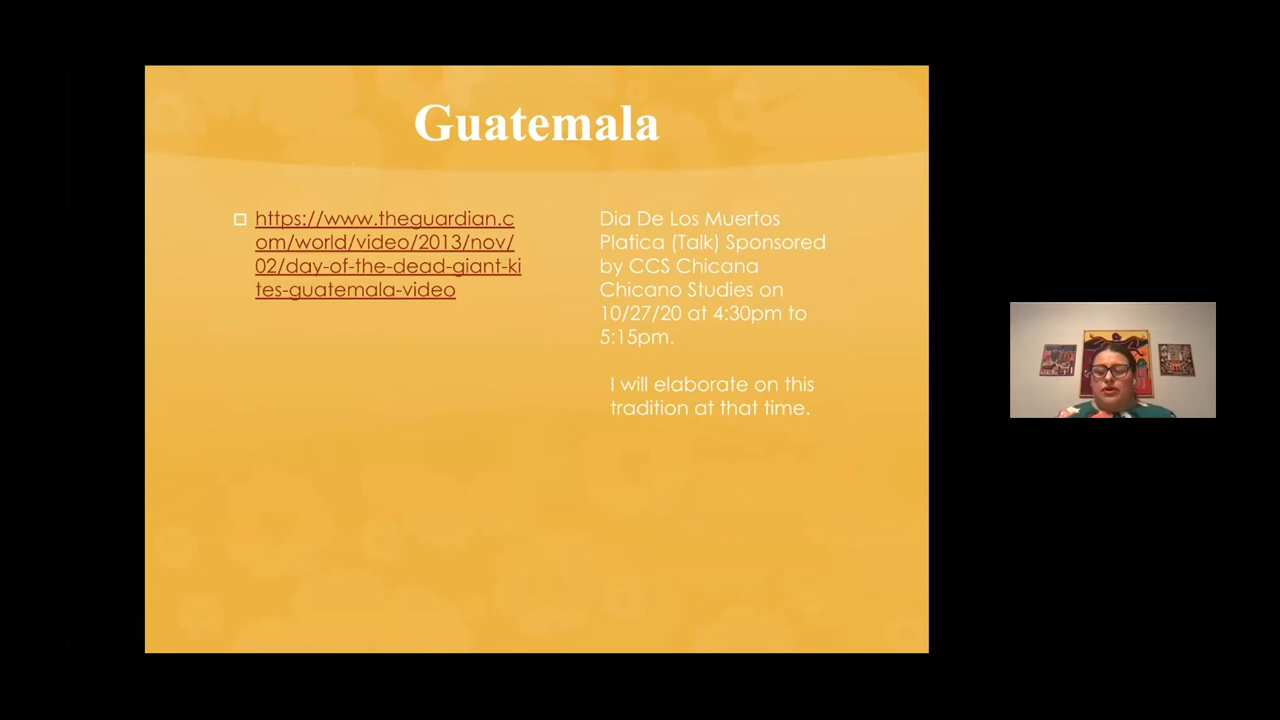 Guatemala
https://www.theguardian.c
om/world/video/2013/nov/
02/day-of-the-dead-giant-ki
tes-guatemala-video
Dia De Los Muertos
Platica (Talk) Sponsored
by CCS Chicana
Chicano Studies on
10/27/20 at 4:30pm to
5:15pm.
I will elaborate on this
tradition at that time.